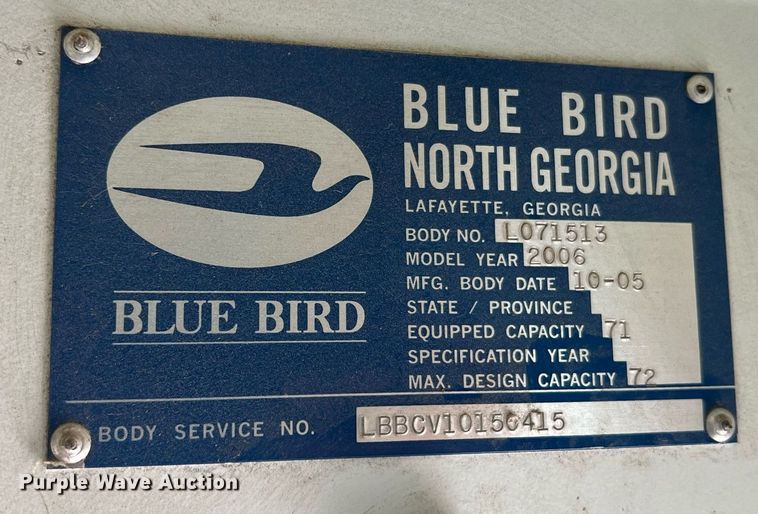 BLUE BIRD
BLUE BIRD
NORTH GEORGIA
LAFAYETTE, GEORGIA
BODY NO. L071513
MODEL YEAR 2006
MFG. BODY DATE 10-05
STATE / PROVINCE
EQUIPPED CAPACITY 71
SPECIFICATION YEAR
MAX. DESIGN CAPACITY 72
BODY SERVICE NO.
Purple Wave Auction